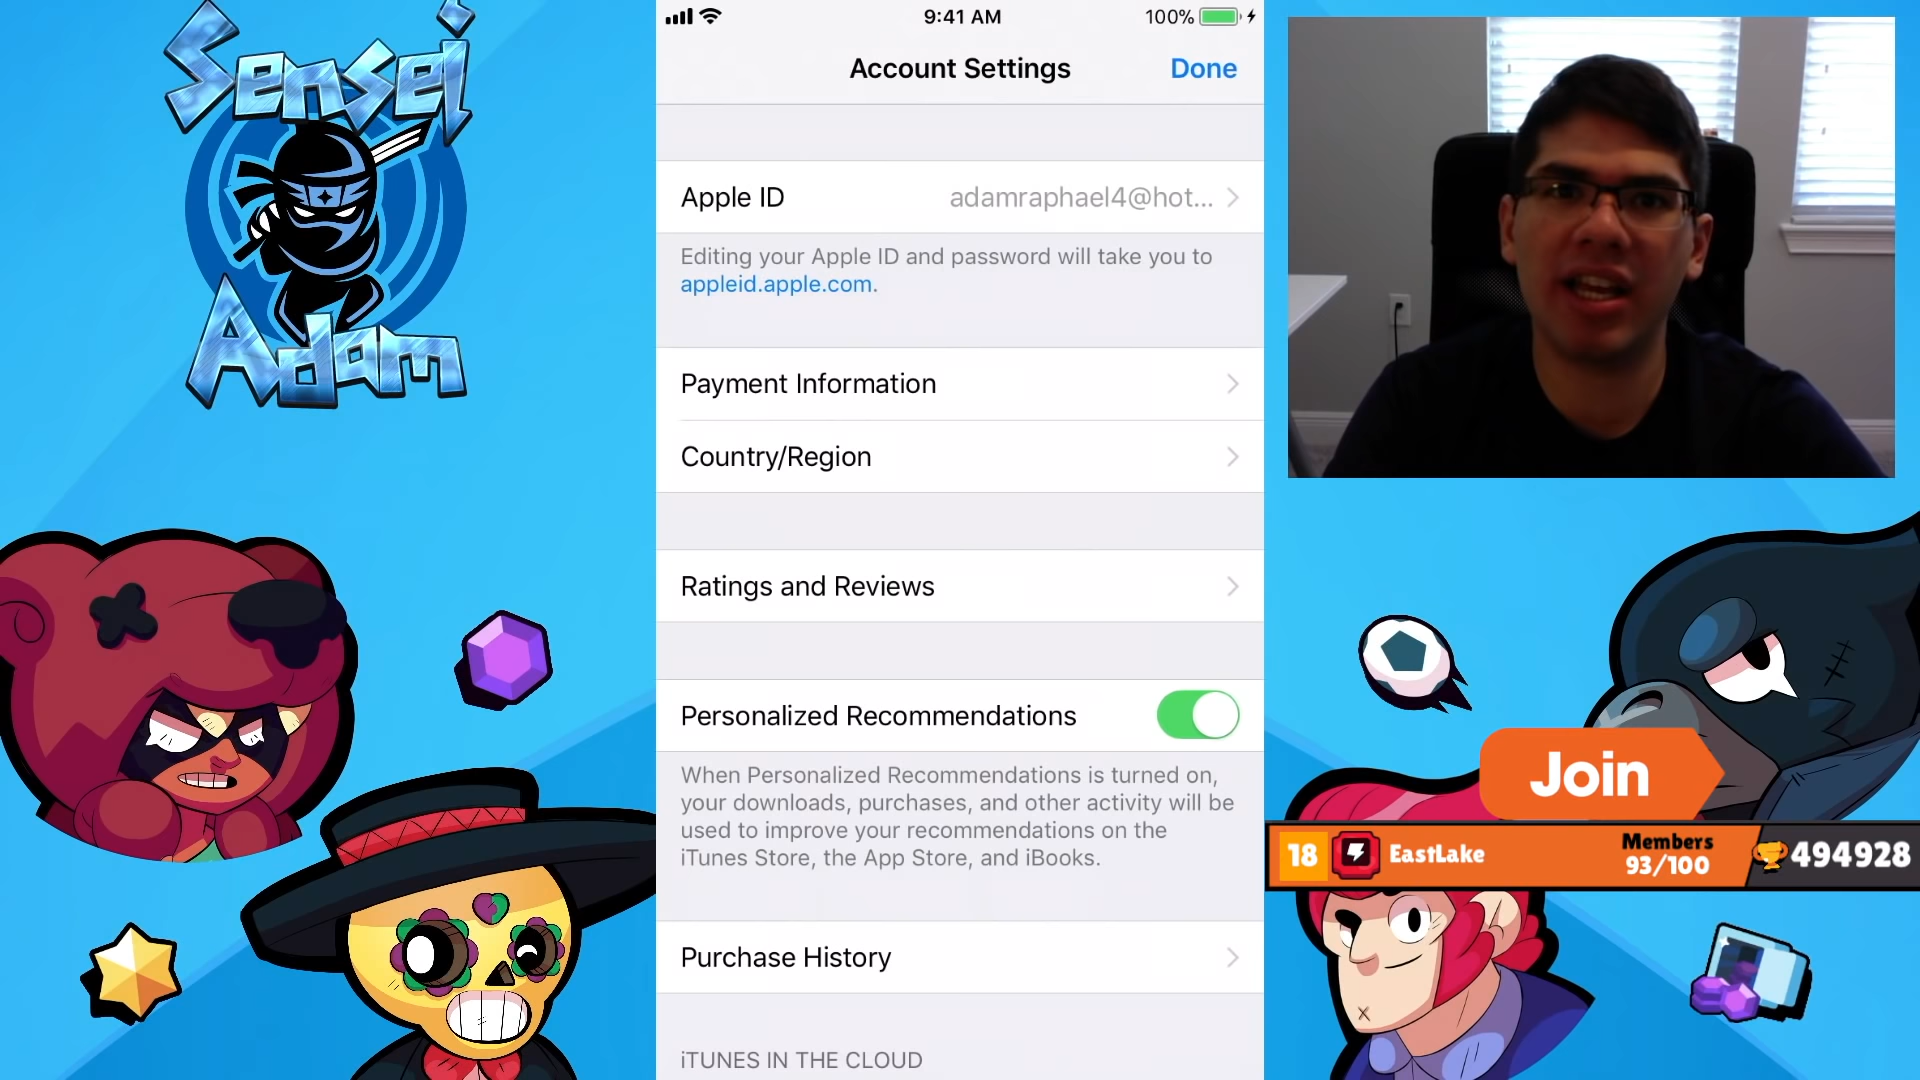 Sensei
Adam
9:41 AM
100%
Account Settings
Done
Apple ID
adamraphael4@hot...
Editing your Apple ID and password will take you to
appleid.apple.com.
Payment Information
Country/Region
Ratings and Reviews
Personalized Recommendations
When Personalized Recommendations is turned on,
your downloads, purchases, and other activity will be
used to improve your recommendations on the
iTunes Store, the App Store, and iBooks.
Purchase History
iTUNES IN THE CLOUD
Join
18
EastLake
Members
93/100
494928